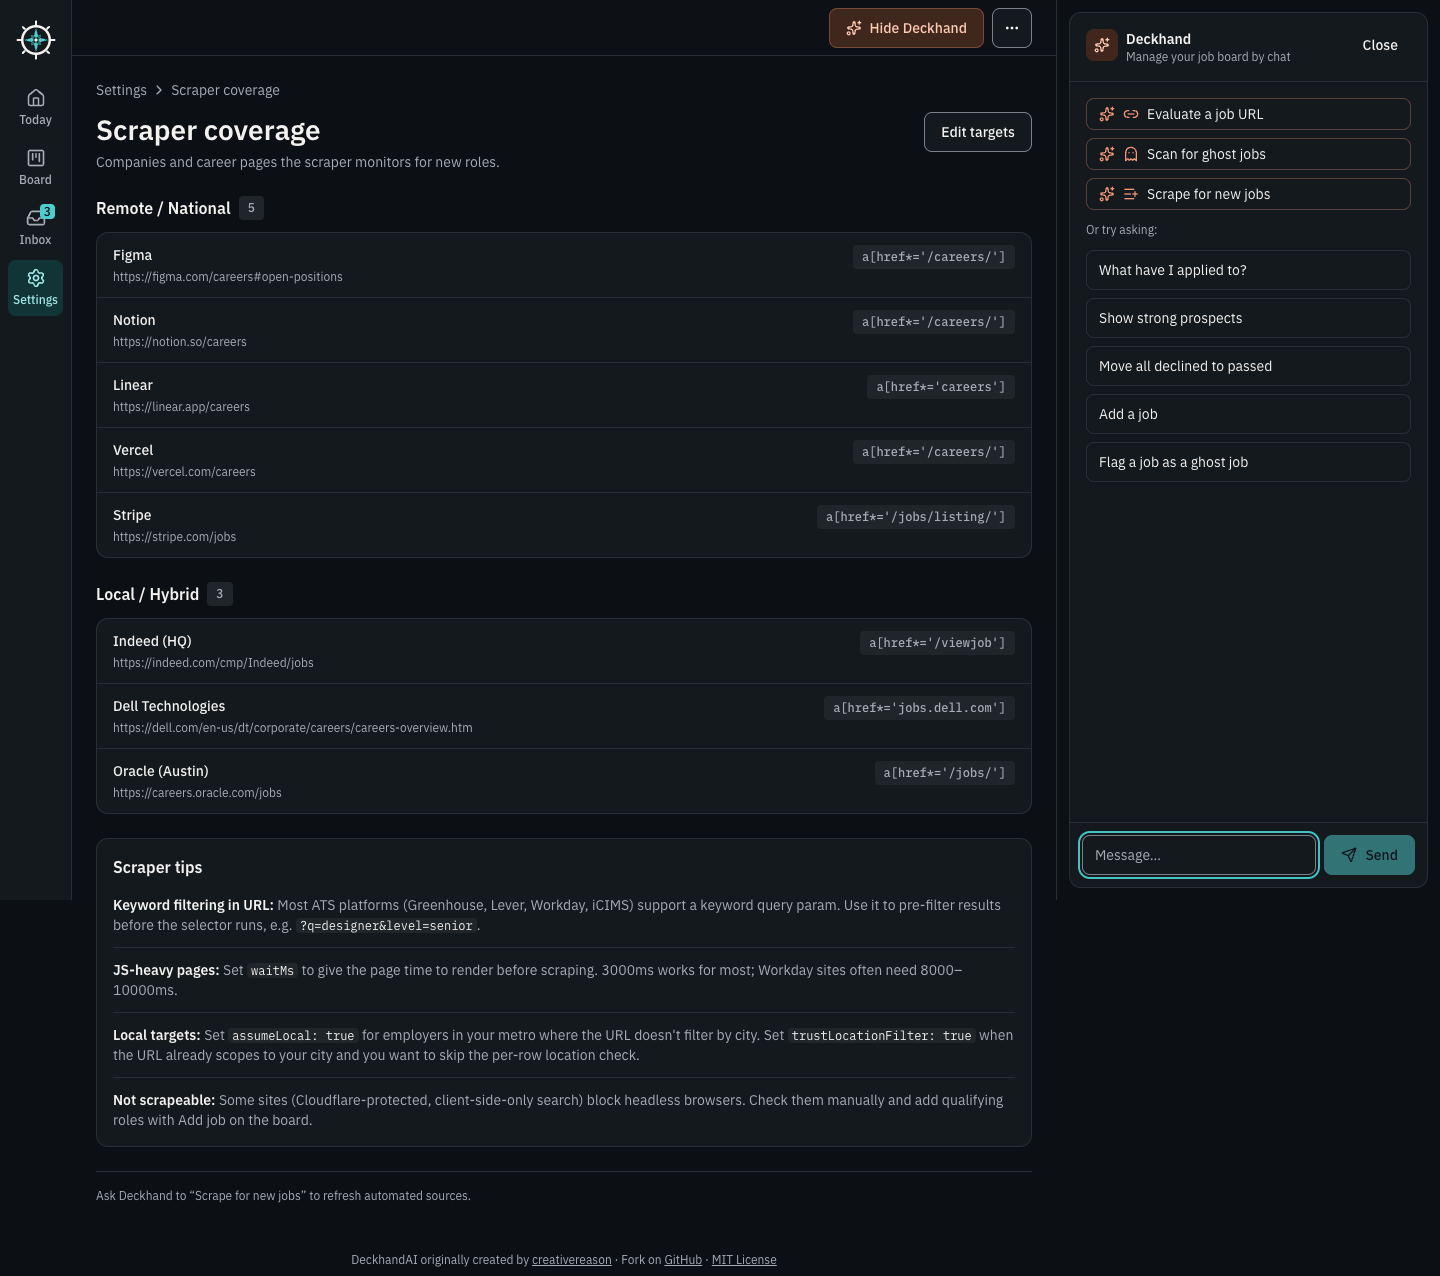 Today
Board
3
Inbox
Settings
Hide Deckhand
Settings > Scraper coverage
Scraper coverage
Companies and career pages the scraper monitors for new roles.
Edit targets
Remote / National 5
Figma
https://figma.com/careers#open-positions
a[href*='/careers/']
Notion
https://notion.so/careers
a[href*='/careers/']
Linear
https://linear.app/careers
a[href*='careers']
Vercel
https://vercel.com/careers
a[href*='/careers/']
Stripe
https://stripe.com/jobs
a[href*='/jobs/listing/']
Local / Hybrid 3
Indeed (HQ)
https://indeed.com/cmp/Indeed/jobs
a[href*='/viewjob']
Dell Technologies
https://dell.com/en-us/dt/corporate/careers/careers-overview.htm
a[href*='jobs.dell.com']
Oracle (Austin)
https://careers.oracle.com/jobs
a[href*='/jobs/']
Scraper tips
Keyword filtering in URL: Most ATS platforms (Greenhouse, Lever, Workday, iCIMS) support a keyword query param. Use it to pre-filter results
before the selector runs, e.g. ?q=designer&level=senior.
JS-heavy pages: Set waitMs to give the page time to render before scraping. 3000ms works for most; Workday sites often need 8000–
10000ms.
Local targets: Set assumeLocal: true for employers in your metro where the URL doesn't filter by city. Set trustLocationFilter: true when
the URL already scopes to your city and you want to skip the per-row location check.
Not scrapeable: Some sites (Cloudflare-protected, client-side-only search) block headless browsers. Check them manually and add qualifying
roles with Add job on the board.
Ask Deckhand to “Scrape for new jobs” to refresh automated sources.
DeckhandAI originally created by creativereason · Fork on GitHub · MIT License
Deckhand
Manage your job board by chat
Close
Evaluate a job URL
Scan for ghost jobs
Scrape for new jobs
Or try asking:
What have I applied to?
Show strong prospects
Move all declined to passed
Add a job
Flag a job as a ghost job
Message...
Send